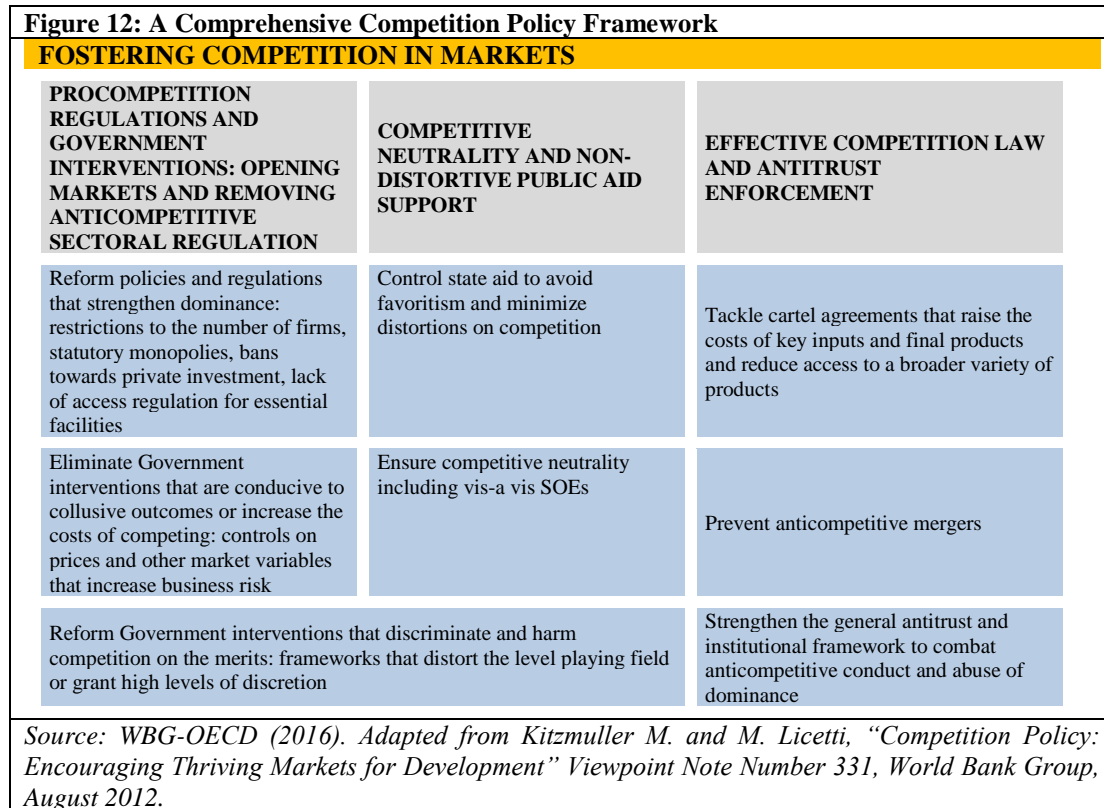 Figure 12: A Comprehensive Competition Policy Framework
FOSTERING COMPETITION IN MARKETS
PROCOMPETITION
REGULATIONS AND
GOVERNMENT
INTERVENTIONS: OPENING
MARKETS AND REMOVING
ANTICOMPETITIVE
SECTORAL REGULATION
COMPETITIVE
NEUTRALITY AND NON-
DISTORTIVE PUBLIC AID
SUPPORT
EFFECTIVE COMPETITION LAW
AND ANTITRUST
ENFORCEMENT
Reform policies and regulations
that strengthen dominance:
restrictions to the number of firms,
statutory monopolies, bans
towards private investment, lack
of access regulation for essential
facilities
Control state aid to avoid
favoritism and minimize
distortions on competition
Tackle cartel agreements that raise the
costs of key inputs and final products
and reduce access to a broader variety of
products
Eliminate Government
interventions that are conducive to
collusive outcomes or increase the
costs of competing: controls on
prices and other market variables
that increase business risk
Ensure competitive neutrality
including vis-a vis SOEs
Prevent anticompetitive mergers
Reform Government interventions that discriminate and harm
competition on the merits: frameworks that distort the level playing field
or grant high levels of discretion
Strengthen the general antitrust and
institutional framework to combat
anticompetitive conduct and abuse of
dominance
Source: WBG-OECD (2016). Adapted from Kitzmuller M. and M. Licetti, “Competition Policy:
Encouraging Thriving Markets for Development” Viewpoint Note Number 331, World Bank Group,
August 2012.